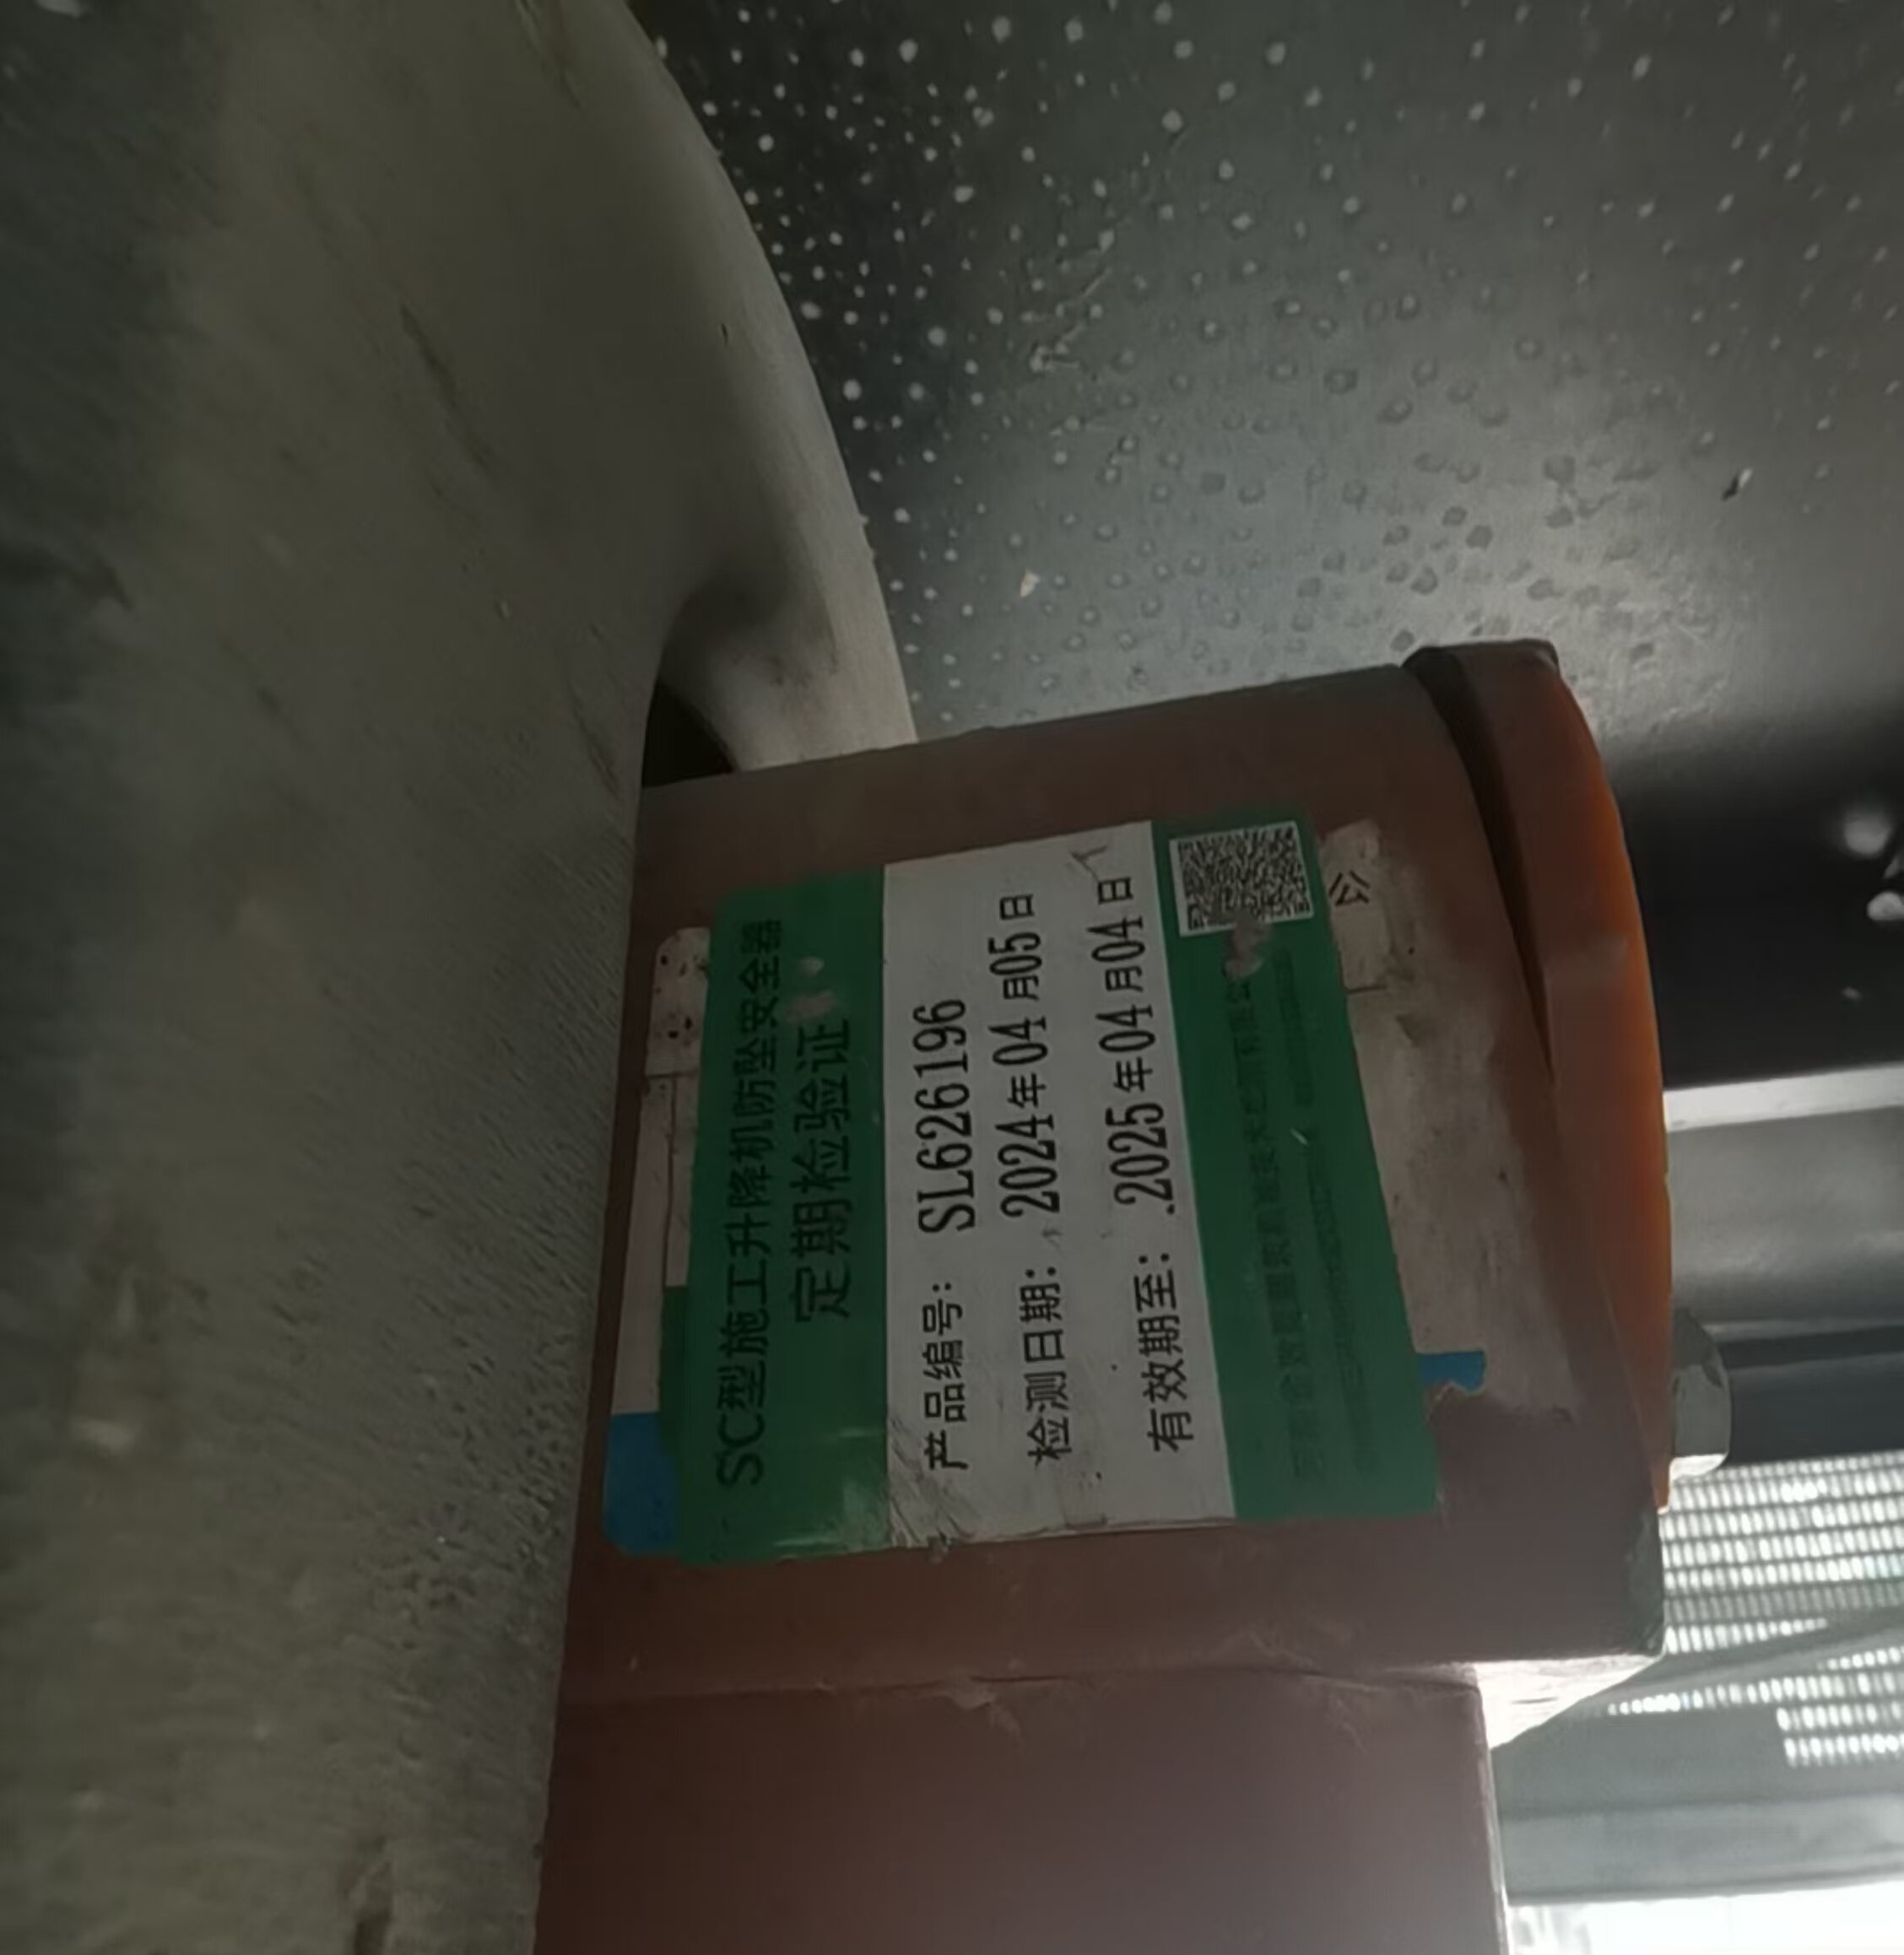 SC型施工升降机防坠安全器
定期检验证
产品编号： SL626196
检测日期： 2024年04月05日
有效期至： 2025年04月04日
公